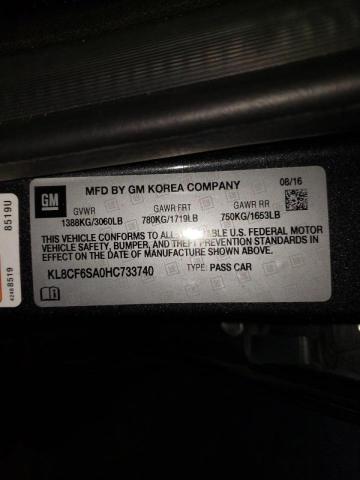 GM
MFD BY GM KOREA COMPANY
08/16
GVWR GAWR FRT GAWR RR
1388KG/3060LB 780KG/1719LB 750KG/1653LB
THIS VEHICLE CONFORMS TO ALL APPLICABLE U.S. FEDERAL MOTOR
VEHICLE SAFETY, BUMPER, AND THEFT PREVENTION STANDARDS IN EFFECT ON THE
DATE OF MANUFACTURE SHOWN ABOVE.
KL8CF6SA0HC733740 TYPE: PASS CAR
8519U
42488519